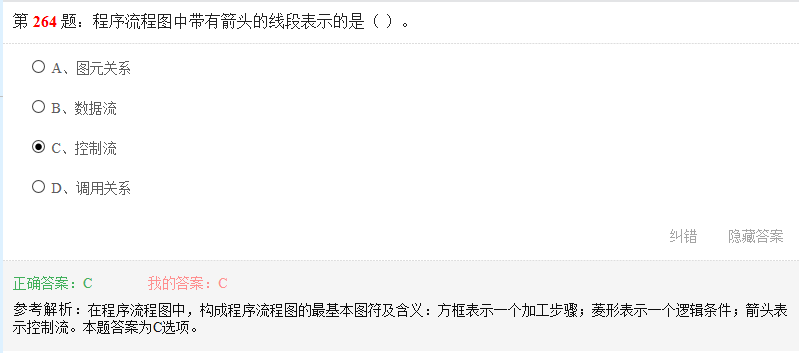 第 264 题：程序流程图中带有箭头的线段表示的是（ ）。
A、图元关系
B、数据流
C、控制流
D、调用关系
纠错 隐藏答案
正确答案：C 我的答案：C
参考解析：在程序流程图中，构成程序流程图的最基本图符及含义：方框表示一个加工步骤；菱形表示一个逻辑条件；箭头表
示控制流。本题答案为C选项。